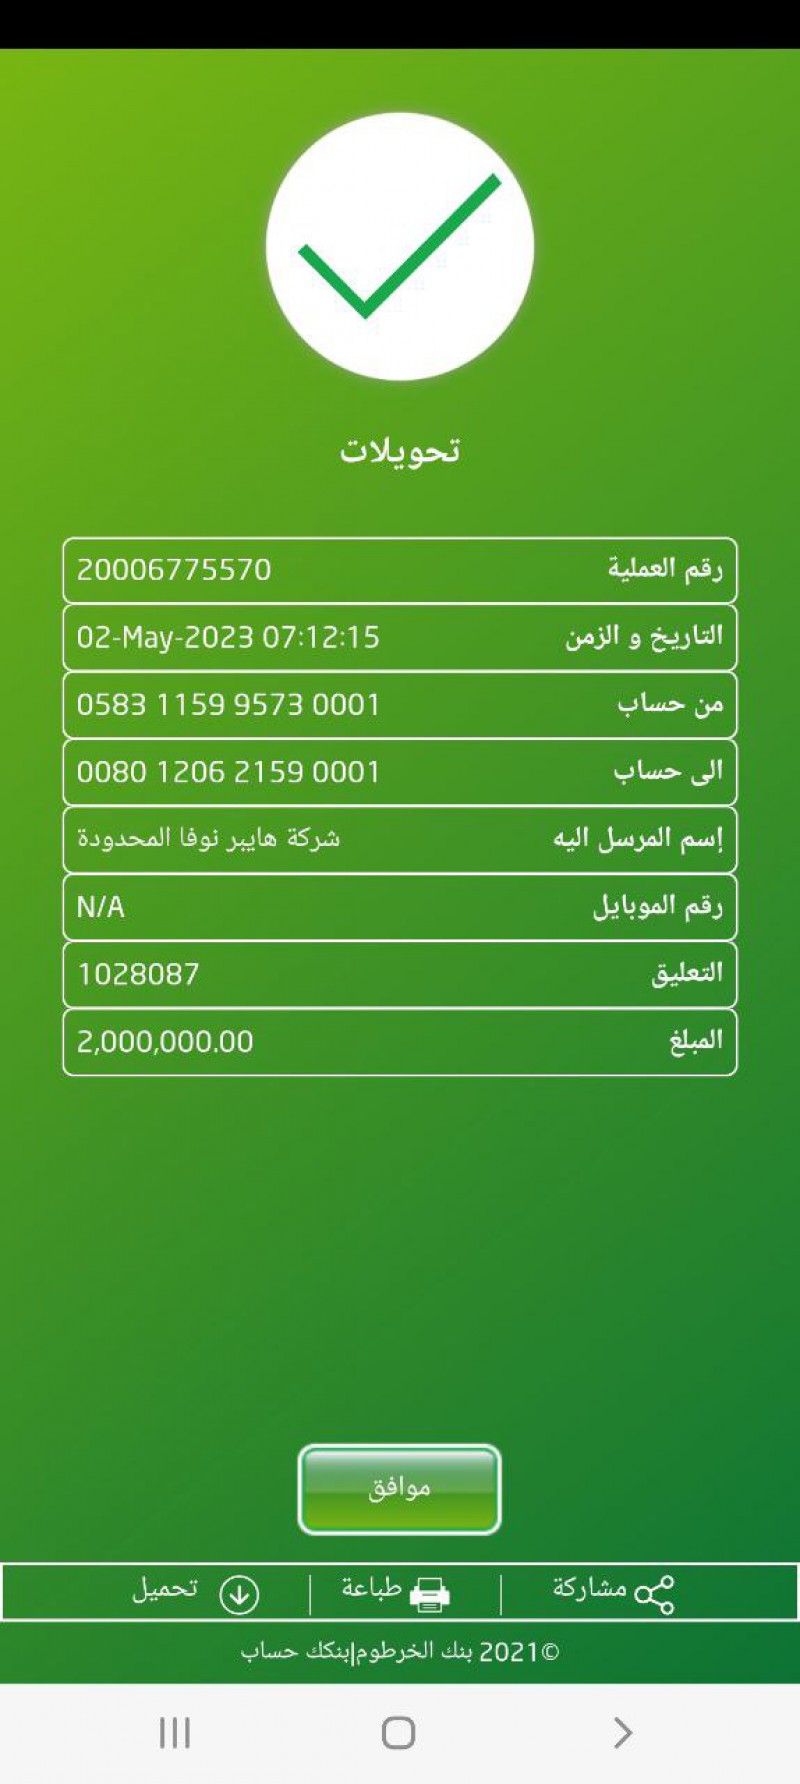 تحويلات
رقم العملية 20006775570
التاريخ و الزمن 02-May-2023 07:12:15
من حساب 0583 1159 9573 0001
الى حساب 0080 1206 2159 0001
إسم المرسل اليه شركة هايبر نوفا المحدودة
رقم الموبايل N/A
التعليق 1028087
المبلغ 2,000,000.00
موافق
مشاركة طباعة تحميل
©2021 بنك الخرطوم|بنكك حساب